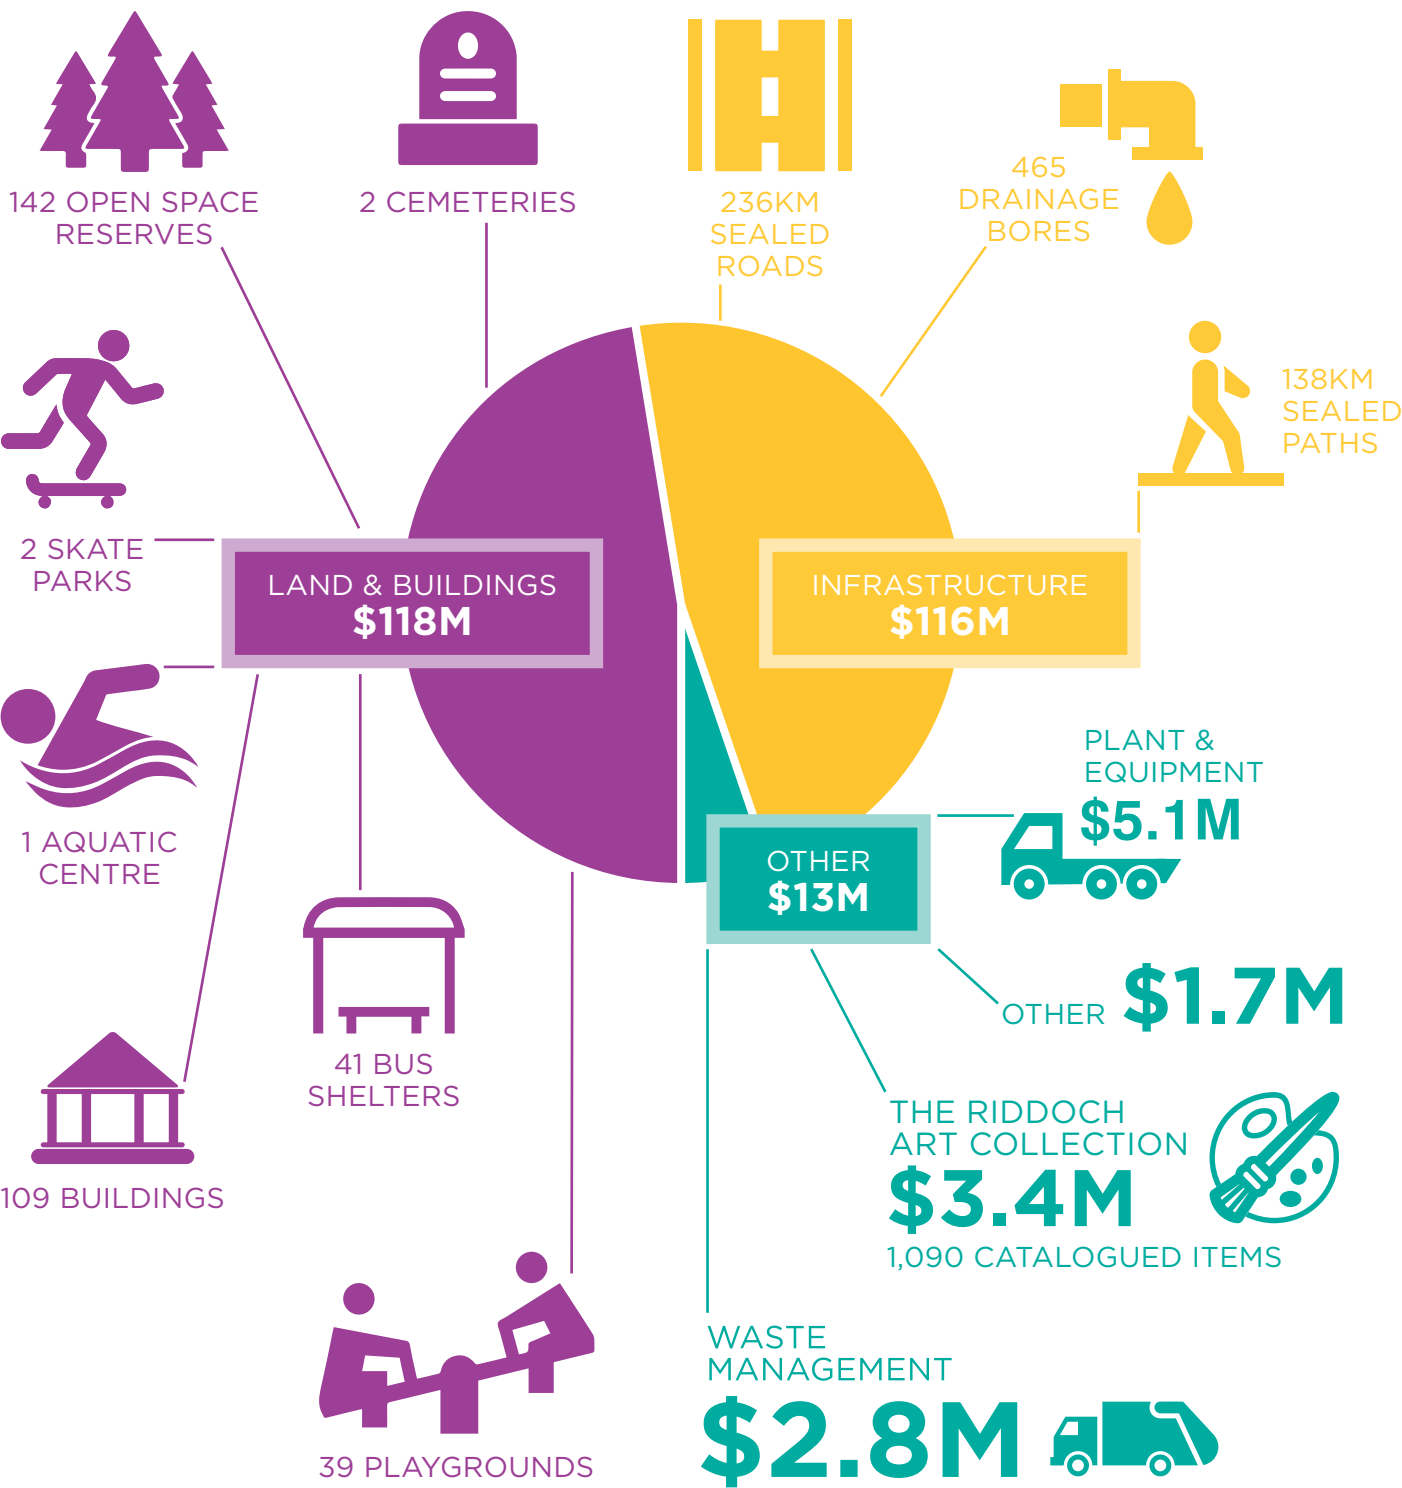 142 OPEN SPACE
RESERVES
2 CEMETERIES
236KM
SEALED
ROADS
465
DRAINAGE
BORES
138KM
SEALED
PATHS
2 SKATE
PARKS
LAND & BUILDINGS
$118M
INFRASTRUCTURE
$116M
1 AQUATIC
CENTRE
PLANT &
EQUIPMENT
$5.1M
OTHER
$13M
OTHER $1.7M
41 BUS
SHELTERS
109 BUILDINGS
THE RIDDOCH
ART COLLECTION
$3.4M
1,090 CATALOGUED ITEMS
39 PLAYGROUNDS
WASTE
MANAGEMENT
$2.8M